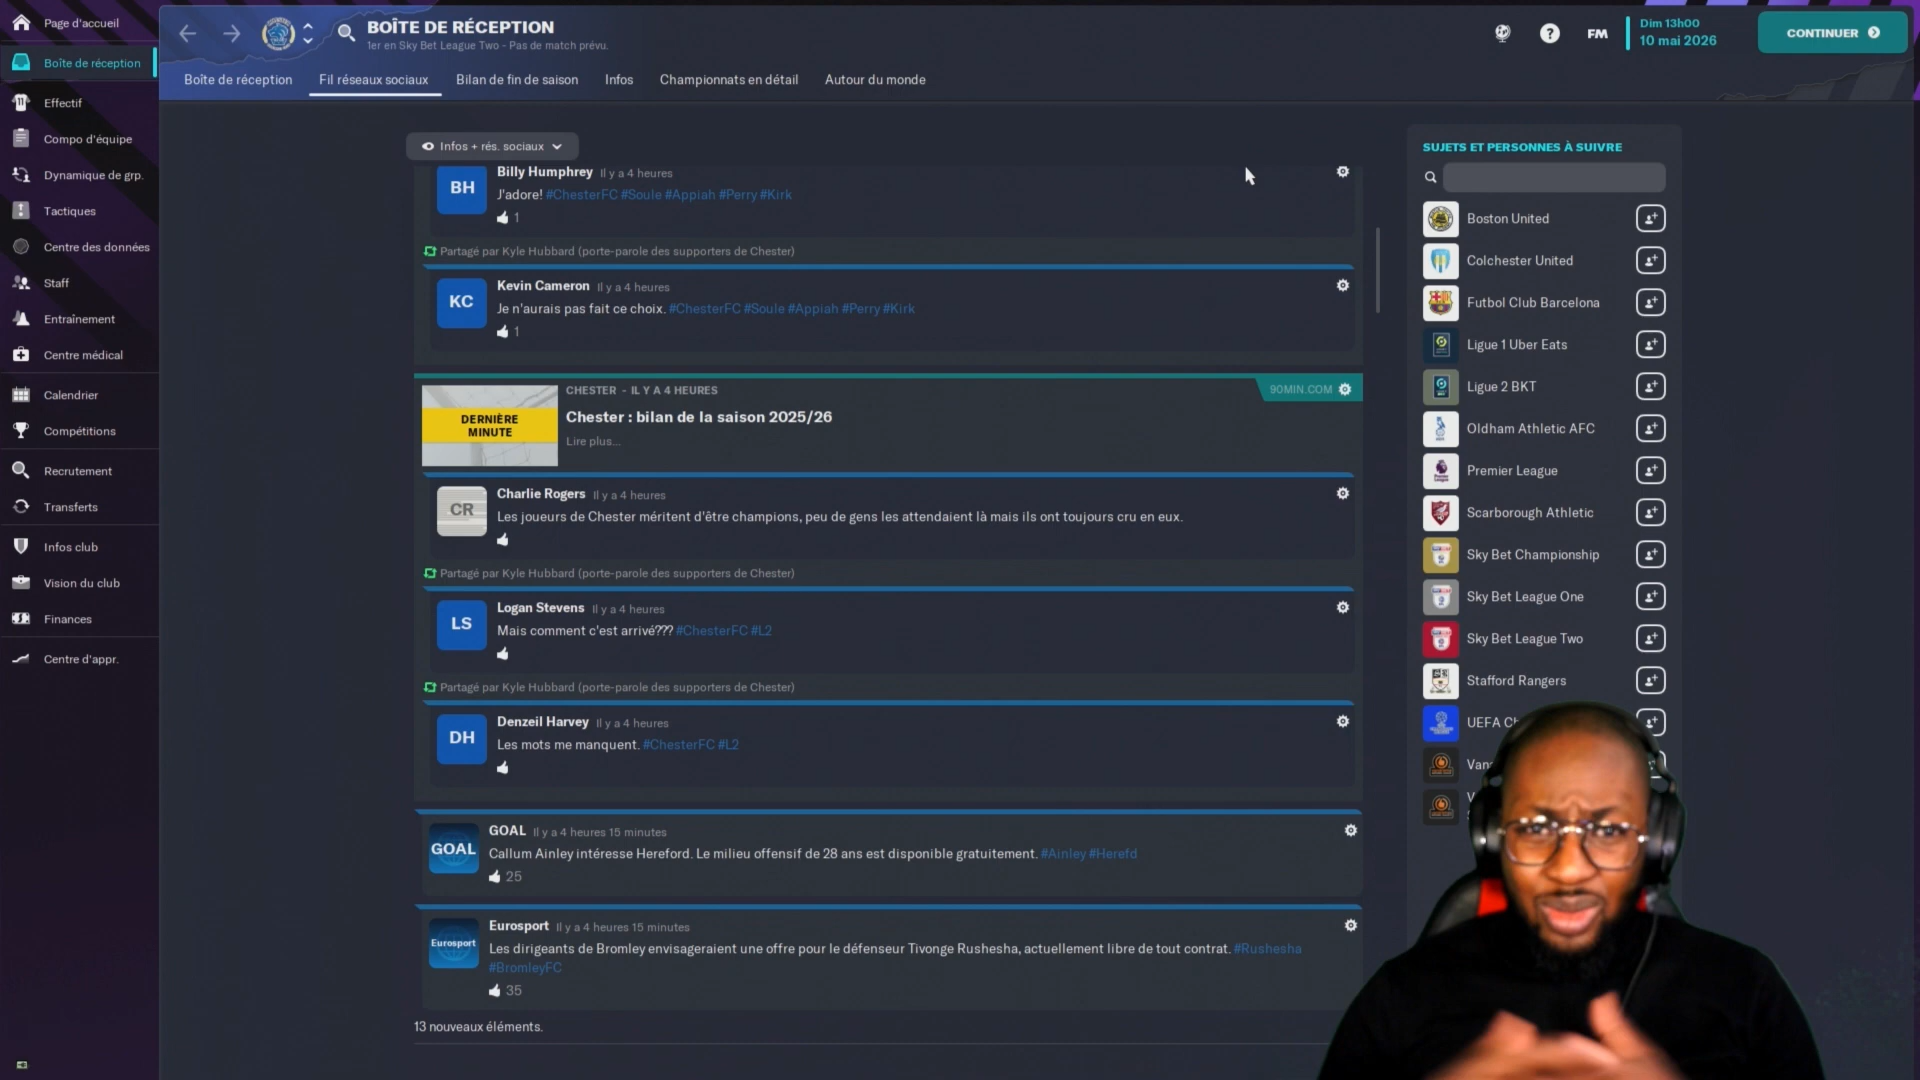 Page d'accueil
Boîte de réception
Effectif
Compo d'équipe
Dynamique de grp.
Tactiques
Centre des données
Staff
Entraînement
Centre médical
Calendrier
Compétitions
Recrutement
Transferts
Infos club
Vision du club
Finances
Centre d'appr.
BOÎTE DE RÉCEPTION
1er en Sky Bet League Two - Pas de match prévu.
FM
Dim 13h00
10 mai 2026
CONTINUER
Boîte de réception
Fil réseaux sociaux
Bilan de fin de saison
Infos
Championnats en détail
Autour du monde
Infos + rés. sociaux
BH
Billy Humphrey Il y a 4 heures
J'adore! #ChesterFC #Soule #Appiah #Perry #Kirk
1
Partagé par Kyle Hubbard (porte-parole des supporters de Chester)
KC
Kevin Cameron Il y a 4 heures
Je n'aurais pas fait ce choix. #ChesterFC #Soule #Appiah #Perry #Kirk
1
DERNIÈRE
MINUTE
CHESTER - IL Y A 4 HEURES
90MIN.COM
Chester : bilan de la saison 2025/26
Lire plus...
CR
Charlie Rogers Il y a 4 heures
Les joueurs de Chester méritent d'être champions, peu de gens les attendaient là mais ils ont toujours cru en eux.
Partagé par Kyle Hubbard (porte-parole des supporters de Chester)
LS
Logan Stevens Il y a 4 heures
Mais comment c'est arrivé??? #ChesterFC #L2
Partagé par Kyle Hubbard (porte-parole des supporters de Chester)
DH
Denzeil Harvey Il y a 4 heures
Les mots me manquent. #ChesterFC #L2
GOAL
GOAL Il y a 4 heures 15 minutes
Callum Ainley intéresse Hereford. Le milieu offensif de 28 ans est disponible gratuitement. #Ainley #Herefd
25
Eurosport
Eurosport Il y a 4 heures 15 minutes
Les dirigeants de Bromley envisageraient une offre pour le défenseur Tivonge Rushesha, actuellement libre de tout contrat. #Rushesha
#BromleyFC
35
13 nouveaux éléments.
SUJETS ET PERSONNES À SUIVRE
Boston United
Colchester United
Futbol Club Barcelona
Ligue 1 Uber Eats
Ligue 2 BKT
Oldham Athletic AFC
Premier League
Scarborough Athletic
Sky Bet Championship
Sky Bet League One
Sky Bet League Two
Stafford Rangers
UEFA